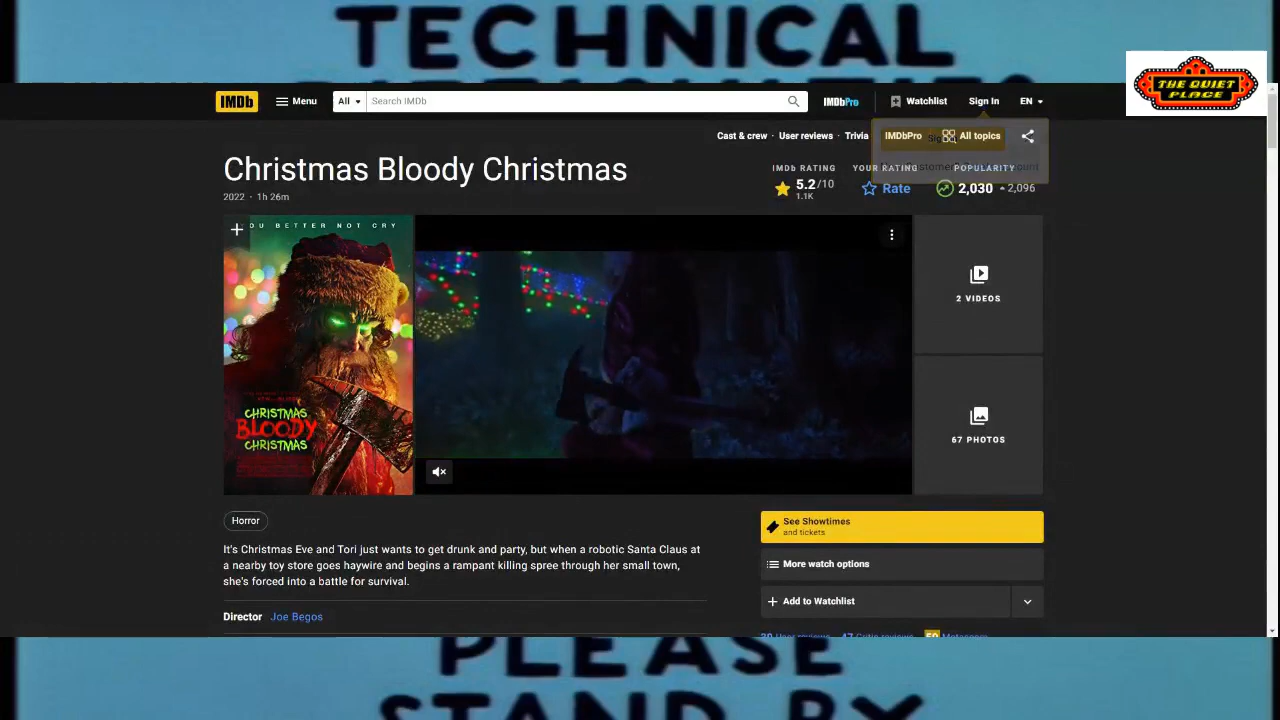 TECHNICAL
THE QUIET
PLACE
IMDb
Menu
All
Search IMDb
IMDbPro
Watchlist
Sign In
EN
Cast & crew · User reviews · Trivia
IMDbPro
All topics
Christmas Bloody Christmas
2022 · 1h 26m
IMDb RATING
5.2/10
1.1K
YOUR RATING
Rate
POPULARITY
2,030
2,096
YOU BETTER NOT CRY
CHRISTMAS
BLOODY
CHRISTMAS
2 VIDEOS
67 PHOTOS
Horror
See Showtimes
and tickets
It's Christmas Eve and Tori just wants to get drunk and party, but when a robotic Santa Claus at
a nearby toy store goes haywire and begins a rampant killing spree through her small town,
she's forced into a battle for survival.
More watch options
Add to Watchlist
Director Joe Begos
PLEASE
STAND BY